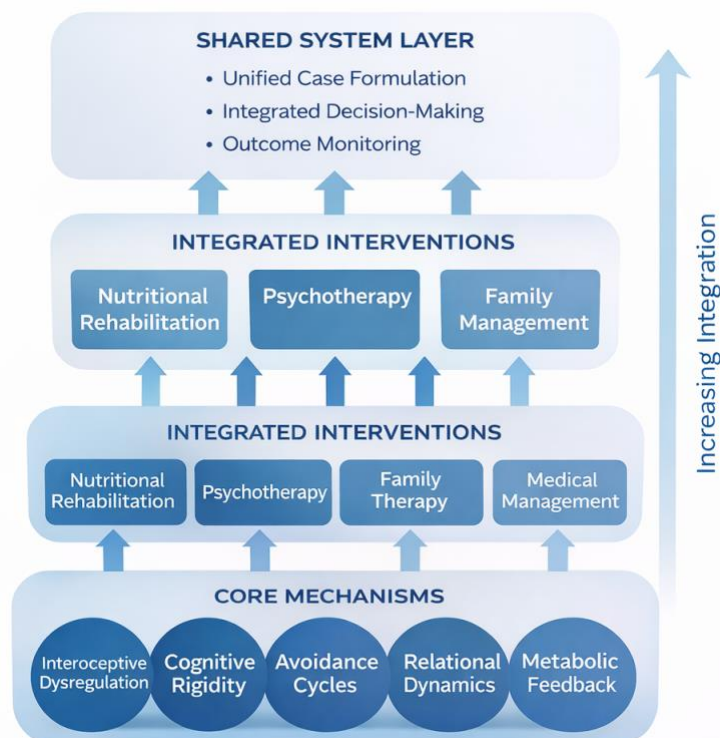 SHARED SYSTEM LAYER
• Unified Case Formulation
• Integrated Decision-Making
• Outcome Monitoring
INTEGRATED INTERVENTIONS
Nutritional
Rehabilitation
Psychotherapy
Family
Management
INTEGRATED INTERVENTIONS
Nutritional
Rehabilitation
Psychotherapy
Family
Therapy
Medical
Management
CORE MECHANISMS
Interoceptive
Dysregulation
Cognitive
Rigidity
Avoidance
Cycles
Relational
Dynamics
Metabolic
Feedback
Increasing Integration